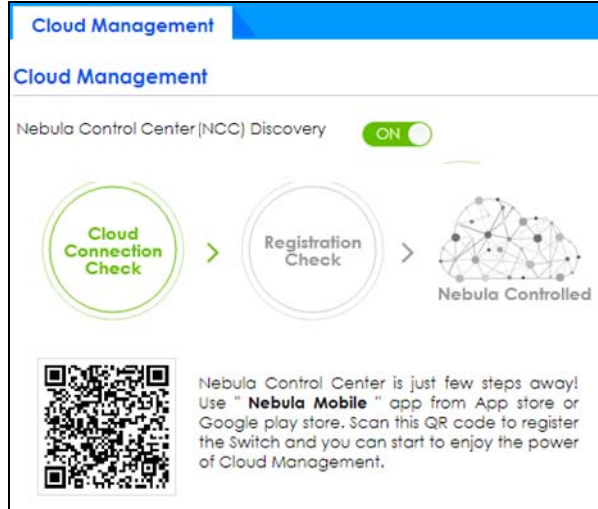 Cloud Management
Cloud Management
Nebula Control Center(NCC) Discovery
ON
Cloud
Connection
Check
>
Registration
Check
>
Nebula Controlled
Nebula Control Center is just few steps away!
Use " Nebula Mobile " app from App store or
Google play store. Scan this QR code to register
the Switch and you can start to enjoy the power
of Cloud Management.